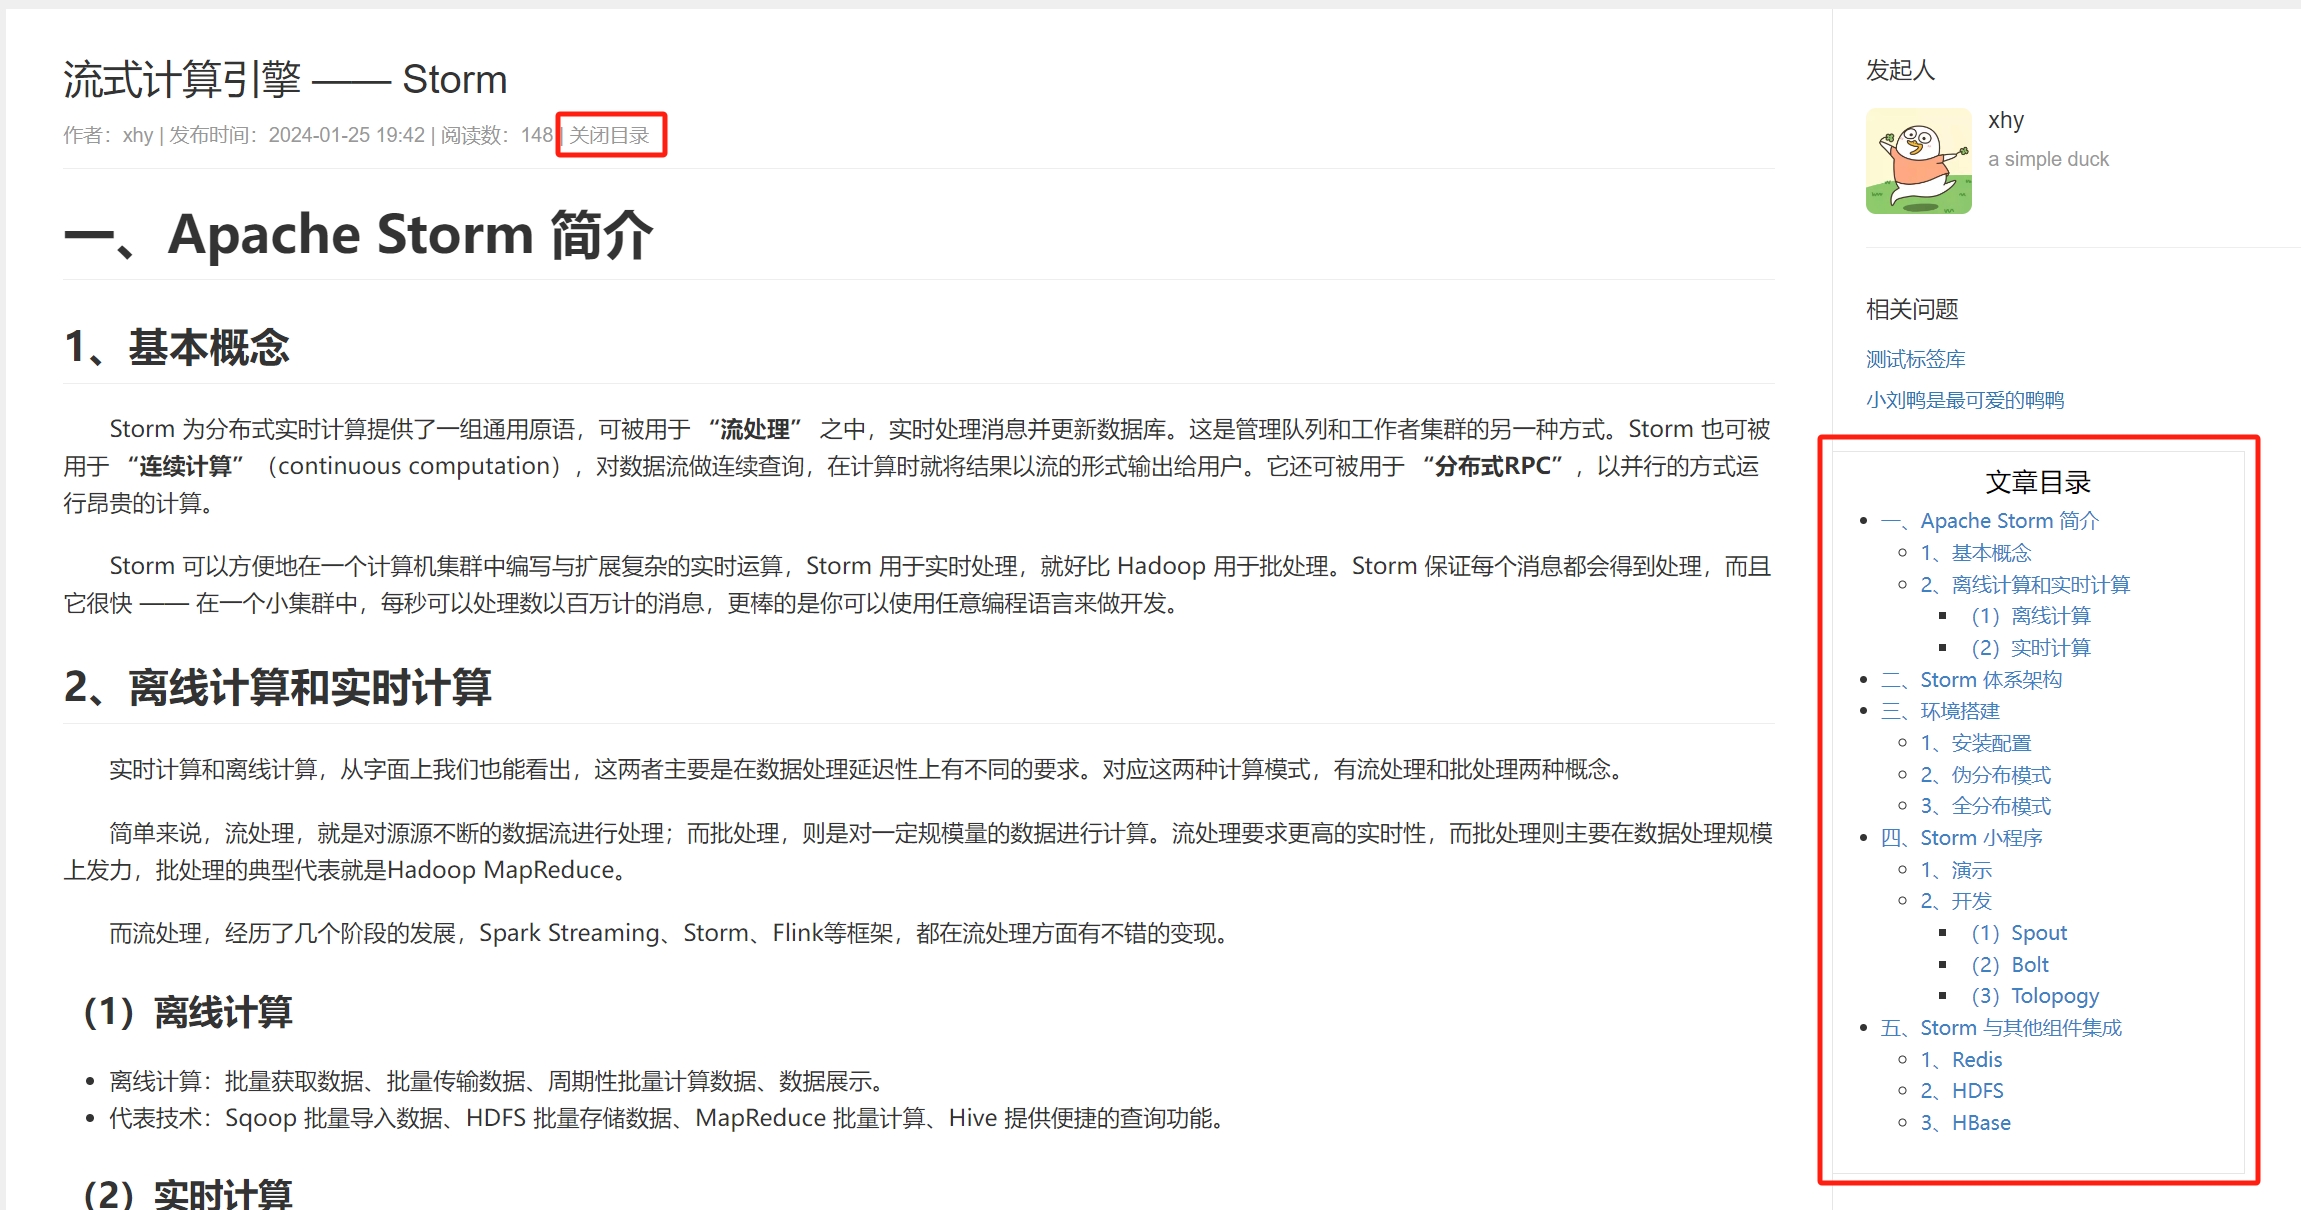 流式计算引擎 —— Storm
作者：xhy | 发布时间：2024-01-25 19:42 | 阅读数：148 | 关闭目录
一、Apache Storm 简介
1、基本概念
Storm 为分布式实时计算提供了一组通用原语，可被用于 “流处理” 之中，实时处理消息并更新数据库。这是管理队列和工作者集群的另一种方式。Storm 也可被
用于 “连续计算” （continuous computation），对数据流做连续查询，在计算时就将结果以流的形式输出给用户。它还可被用于 “分布式RPC” ，以并行的方式运
行昂贵的计算。
Storm 可以方便地在一个计算机集群中编写与扩展复杂的实时运算，Storm 用于实时处理，就好比 Hadoop 用于批处理。Storm 保证每个消息都会得到处理，而且
它很快 —— 在一个小集群中，每秒可以处理数以百万计的消息，更棒的是你可以使用任意编程语言来做开发。
2、离线计算和实时计算
实时计算和离线计算，从字面上我们也能看出，这两者主要是在数据处理延迟性上有不同的要求。对应这两种计算模式，有流处理和批处理两种概念。
简单来说，流处理，就是对源源不断的数据流进行处理；而批处理，则是对一定规模量的数据进行计算。流处理要求更高的实时性，而批处理则主要在数据处理规模
上发力，批处理的典型代表就是Hadoop MapReduce。
而流处理，经历了几个阶段的发展，Spark Streaming、Storm、Flink等框架，都在流处理方面有不错的变现。
（1）离线计算
• 离线计算：批量获取数据、批量传输数据、周期性批量计算数据、数据展示。
• 代表技术：Sqoop 批量导入数据、HDFS 批量存储数据、MapReduce 批量计算、Hive 提供便捷的查询功能。
（2）实时计算
发起人
xhy
a simple duck
相关问题
测试标签库
小刘鸭是最可爱的鸭鸭
文章目录
一、Apache Storm 简介
1、基本概念
2、离线计算和实时计算
（1）离线计算
（2）实时计算
二、Storm 体系架构
三、环境搭建
1、安装配置
2、伪分布模式
3、全分布模式
四、Storm 小程序
1、演示
2、开发
（1）Spout
（2）Bolt
（3）Tolopogy
五、Storm 与其他组件集成
1、Redis
2、HDFS
3、HBase